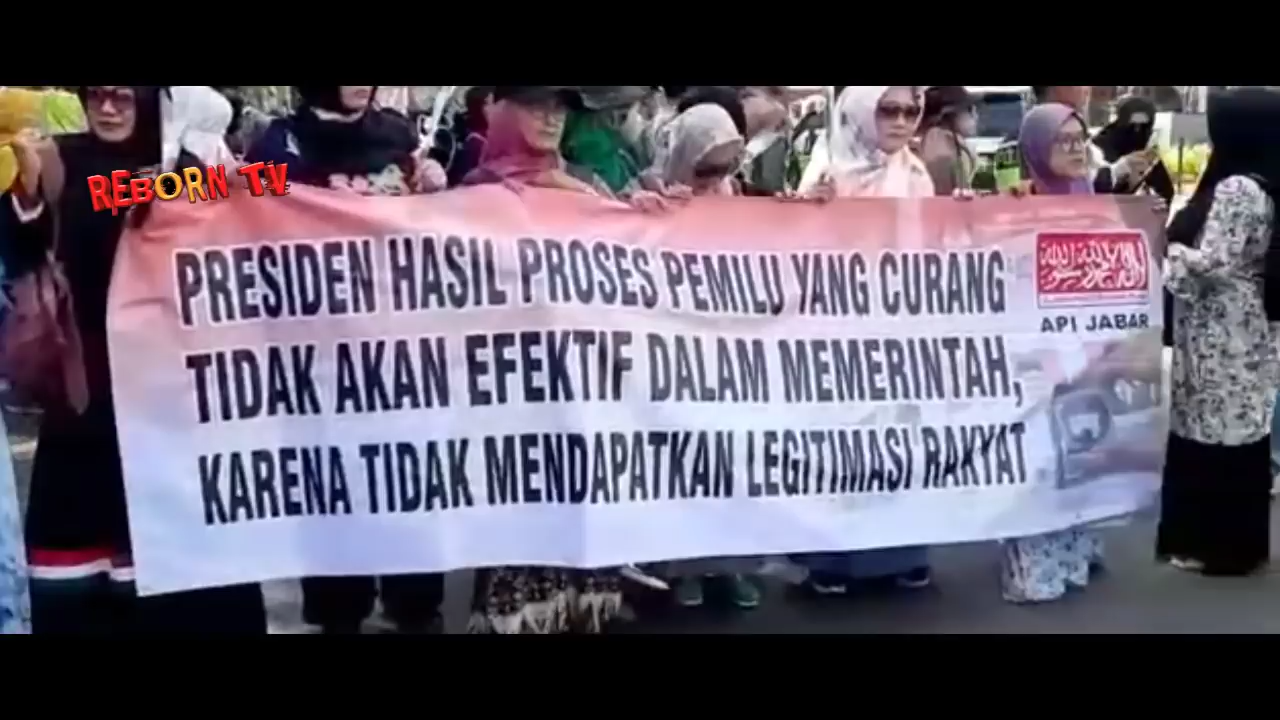 REBORN TV
PRESIDEN HASIL PROSES PEMILU YANG CURANG
TIDAK AKAN EFEKTIF DALAM MEMERINTAH,
KARENA TIDAK MENDAPATKAN LEGITIMASI RAKYAT
API JABAR